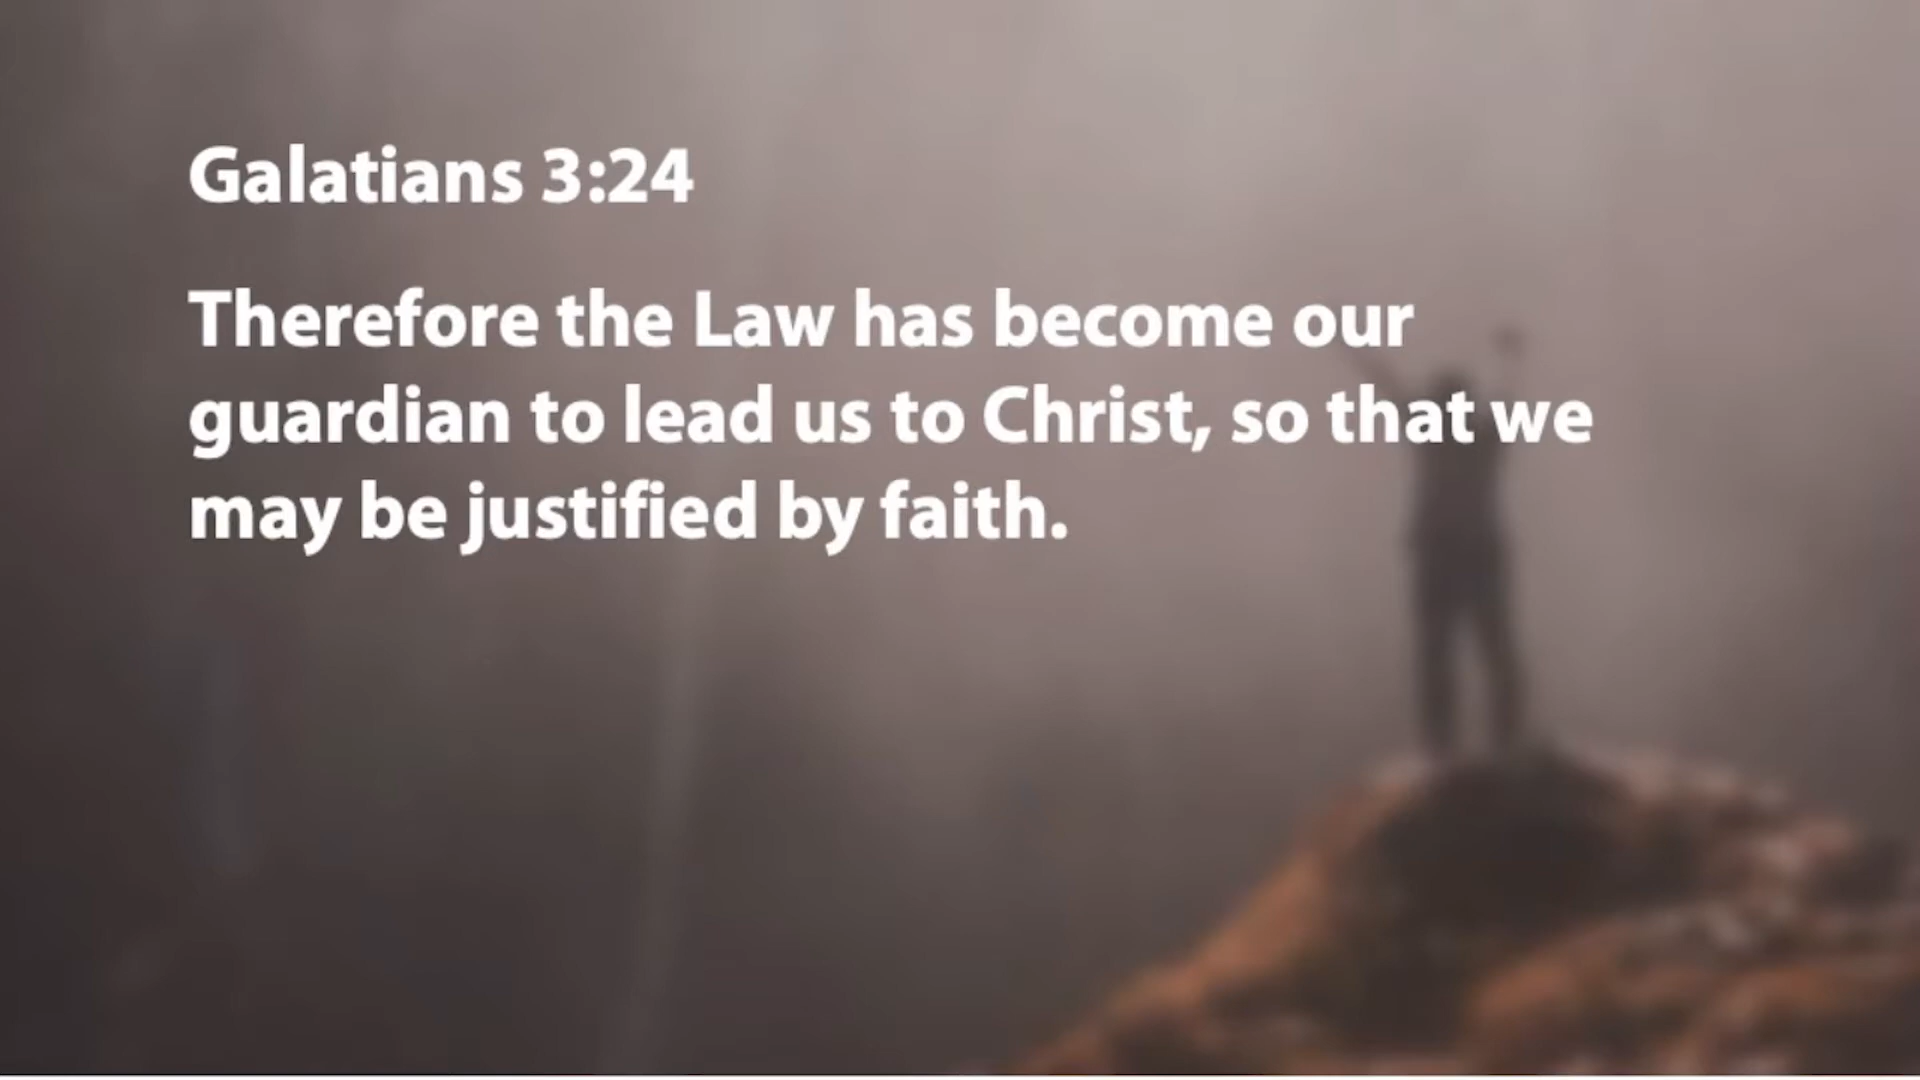 Galatians 3:24
Therefore the Law has become our
guardian to lead us to Christ, so that we
may be justified by faith.